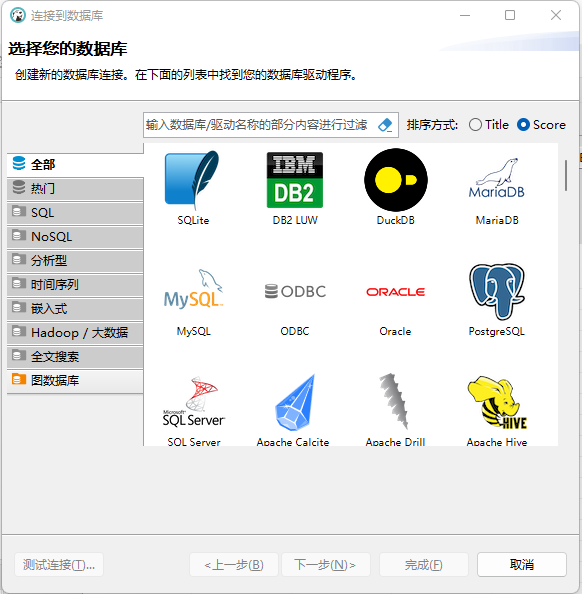 连接到数据库
选择您的数据库
创建新的数据库连接。在下面的列表中找到您的数据库驱动程序。
输入数据库/驱动名称的部分内容进行过滤
排序方式: Title Score
全部
热门
SQL
NoSQL
分析型
时间序列
嵌入式
Hadoop / 大数据
全文搜索
图数据库
SQLite
IBM
DB2
DB2 LUW
DuckDB
MariaDB
MariaDB
MySQL
MySQL
ODBC
ODBC
ORACLE
Oracle
PostgreSQL
Microsoft
SQL Server
SQL Server
Apache Calcite
Apache Drill
HIVE
Apache Hive
测试连接(T)...
<上一步(B)
下一步(N)>
完成(F)
取消